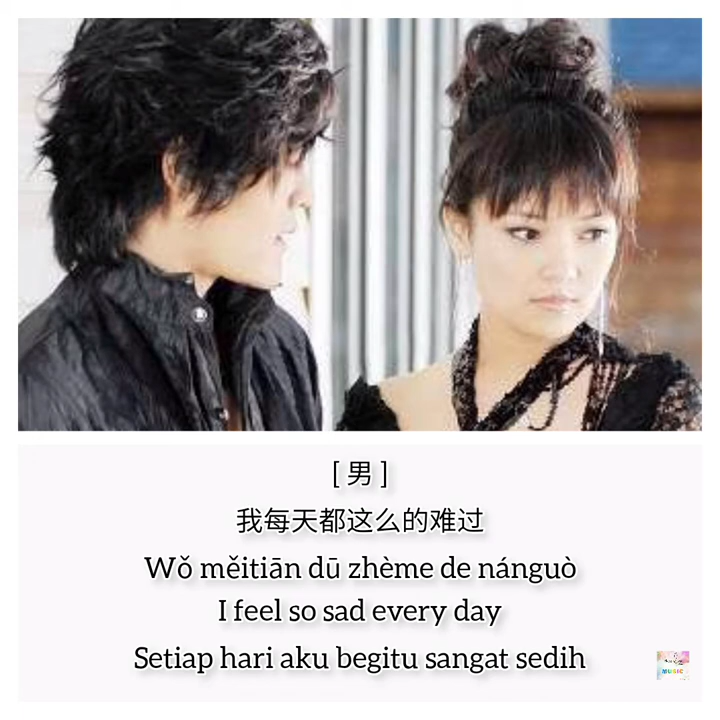 [ 男 ]
我每天都这么的难过
Wǒ měitiān dū zhème de nánguò
I feel so sad every day
Setiap hari aku begitu sangat sedih
MUSIC